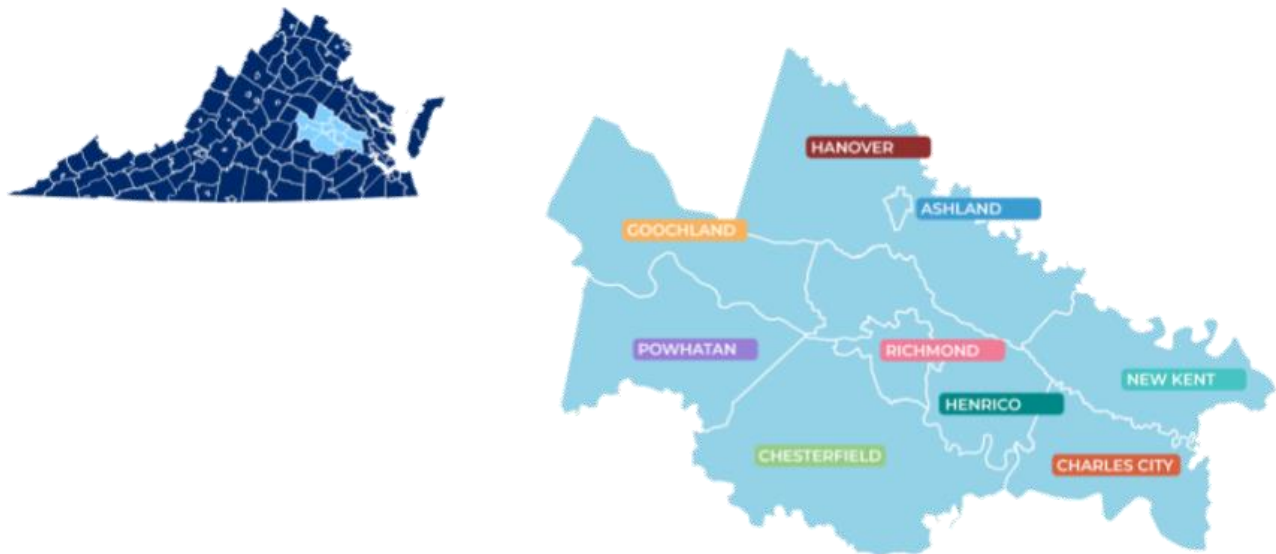 HANOVER
ASHLAND
GOOCHLAND
POWHATAN
RICHMOND
NEW KENT
HENRICO
CHESTERFIELD
CHARLES CITY